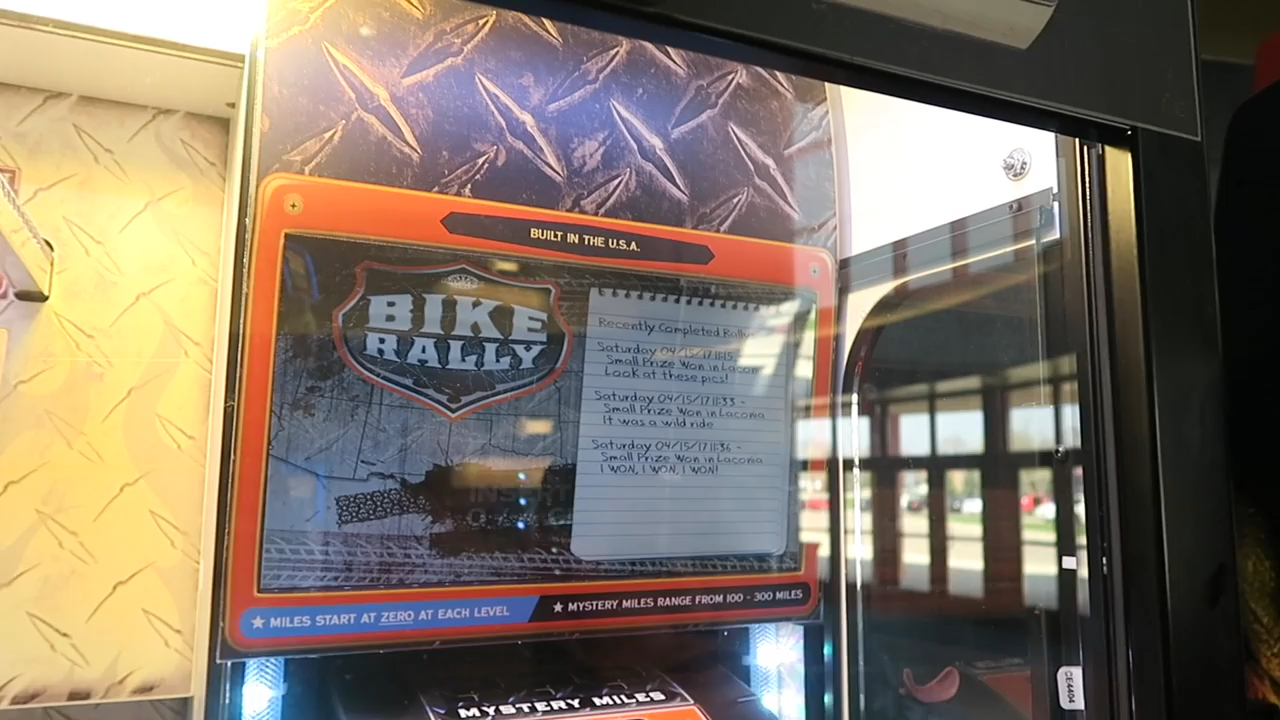 BUILT IN THE U.S.A.
BIKE
RALLY
Recently Completed
Saturday 04/15/17 11:15
Small Prize Won in
Look at these pics!
Saturday 04/15/17 11:33 -
Small Prize Won in Laconia
It was a wild ride
Saturday 04/15/17 11:36 -
Small Prize Won in Laconia
I WON, I WON, I WON!
INSERT
★ MILES START AT ZERO AT EACH LEVEL
★ MYSTERY MILES RANGE FROM 100 - 300 MILES
MYSTERY MILES
CE4404